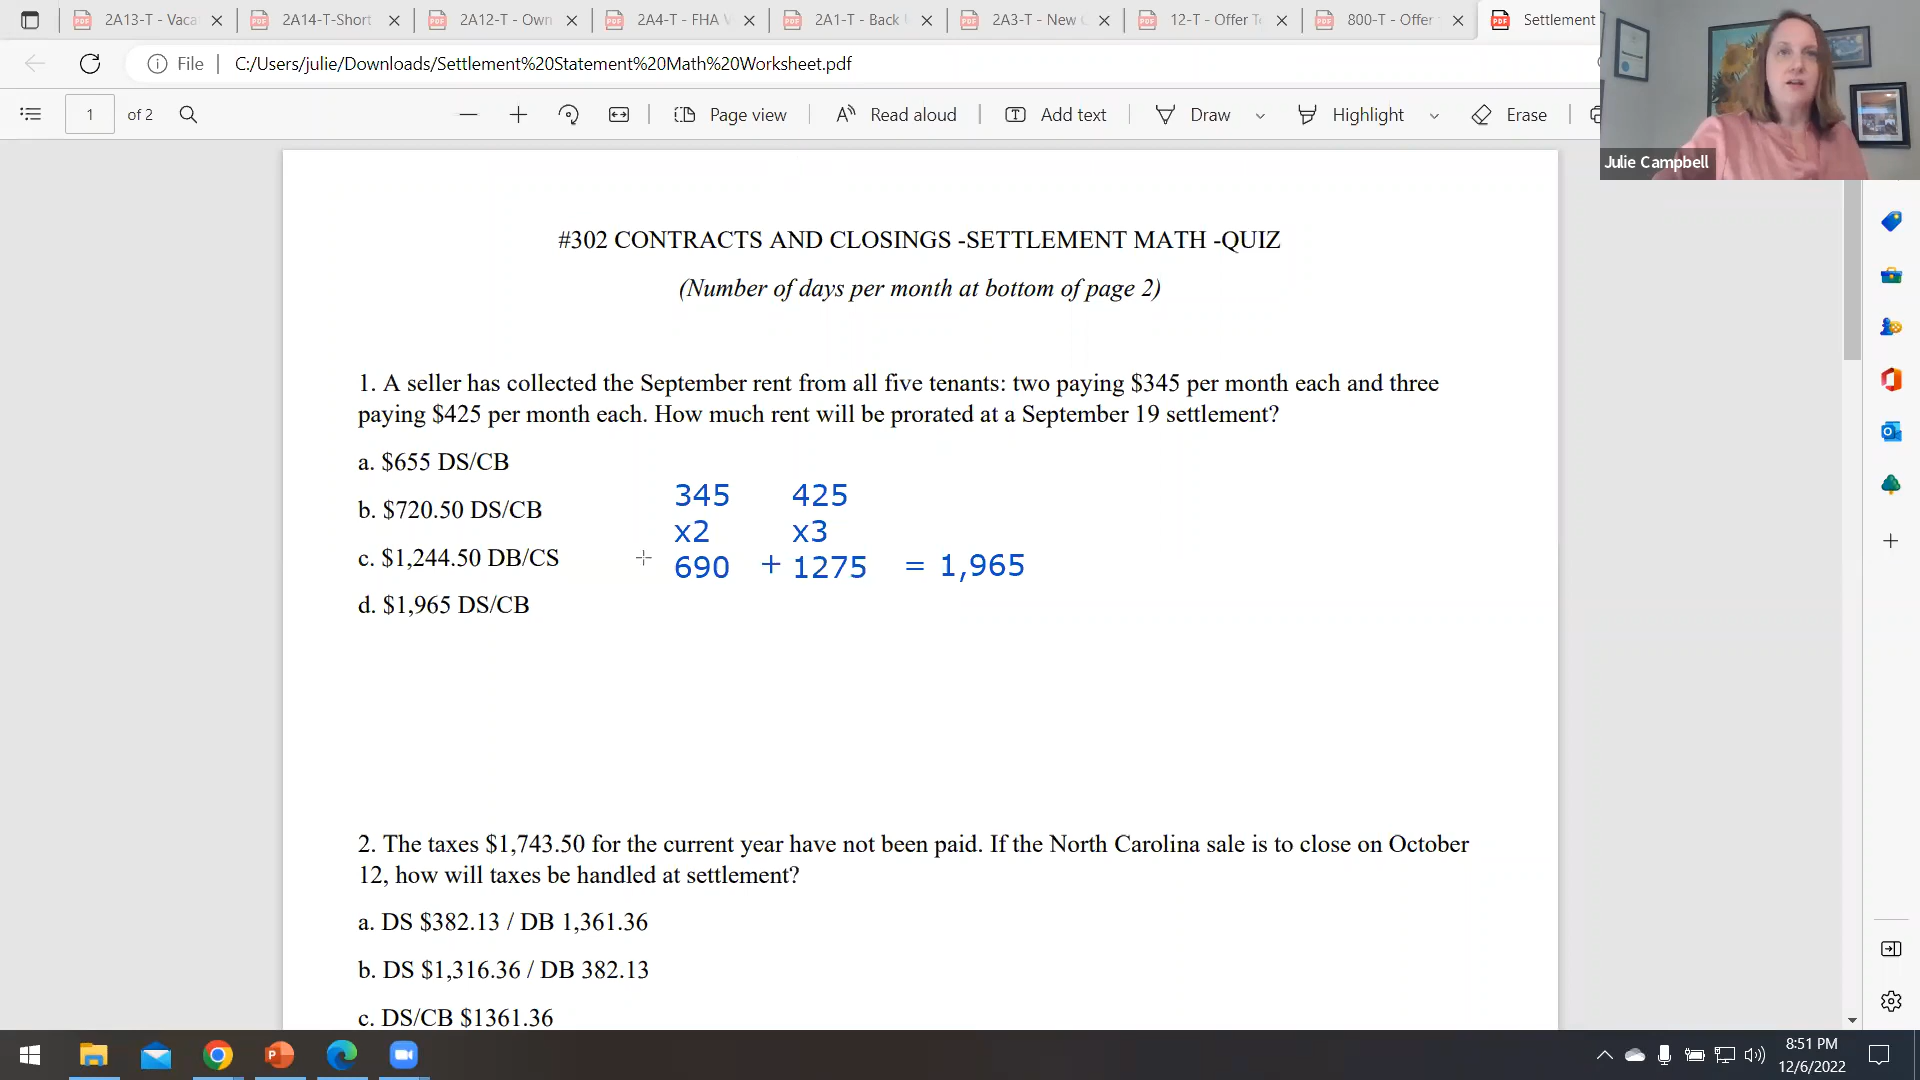 2A13-T - Vaca
2A14-T-Short
2A12-T - Own
2A4-T - FHA V
2A1-T - Back
2A3-T - New
12-T - Offer T
800-T - Offer
Settlement
File
C:/Users/julie/Downloads/Settlement%20Statement%20Math%20Worksheet.pdf
1 of 2
Page view
Read aloud
Add text
Draw
Highlight
Erase
Julie Campbell
#302 CONTRACTS AND CLOSINGS -SETTLEMENT MATH -QUIZ
(Number of days per month at bottom of page 2)
1. A seller has collected the September rent from all five tenants: two paying $345 per month each and three
paying $425 per month each. How much rent will be prorated at a September 19 settlement?
a. $655 DS/CB
b. $720.50 DS/CB
c. $1,244.50 DB/CS
d. $1,965 DS/CB
345 425
x2 x3
690 + 1275 = 1,965
2. The taxes $1,743.50 for the current year have not been paid. If the North Carolina sale is to close on October
12, how will taxes be handled at settlement?
a. DS $382.13 / DB 1,361.36
b. DS $1,316.36 / DB 382.13
c. DS/CB $1361.36
8:51 PM
12/6/2022